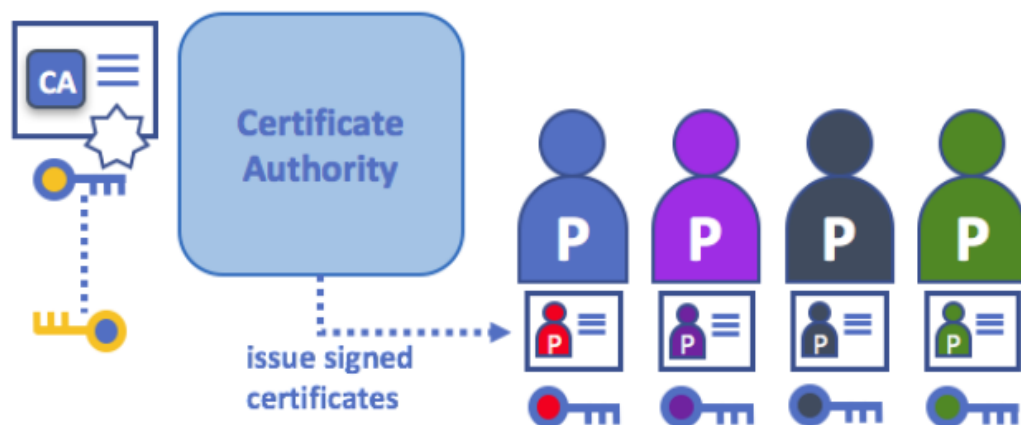 CA
Certificate
Authority
P P P P
P P P P
issue signed
certificates